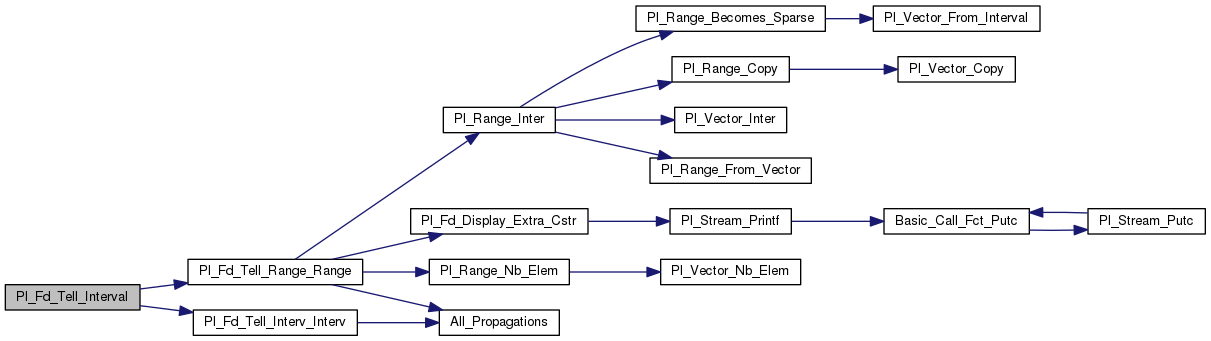 Pl_Range_Becomes_Sparse
Pl_Vector_From_Interval
Pl_Range_Copy
Pl_Vector_Copy
Pl_Range_Inter
Pl_Vector_Inter
Pl_Range_From_Vector
Pl_Fd_Display_Extra_Cstr
Pl_Stream_Printf
Basic_Call_Fct_Putc
Pl_Stream_Putc
Pl_Fd_Tell_Range_Range
Pl_Range_Nb_Elem
Pl_Vector_Nb_Elem
Pl_Fd_Tell_Interval
Pl_Fd_Tell_Interv_Interv
All_Propagations